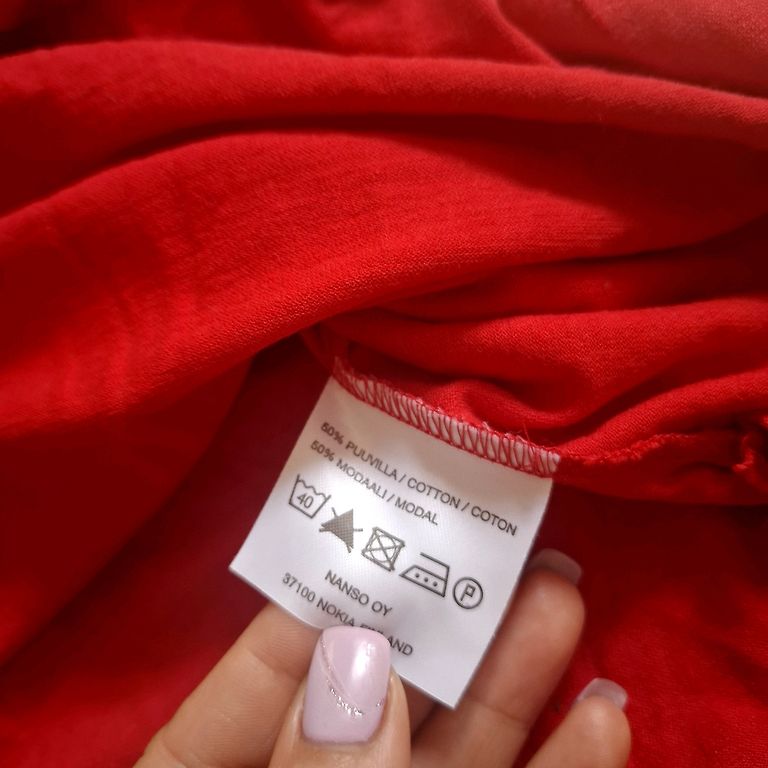 50% PUUVILLA / COTTON / COTON
50% MODAALI / MODAL
40
P
NANSO OY
37100 NOKIA